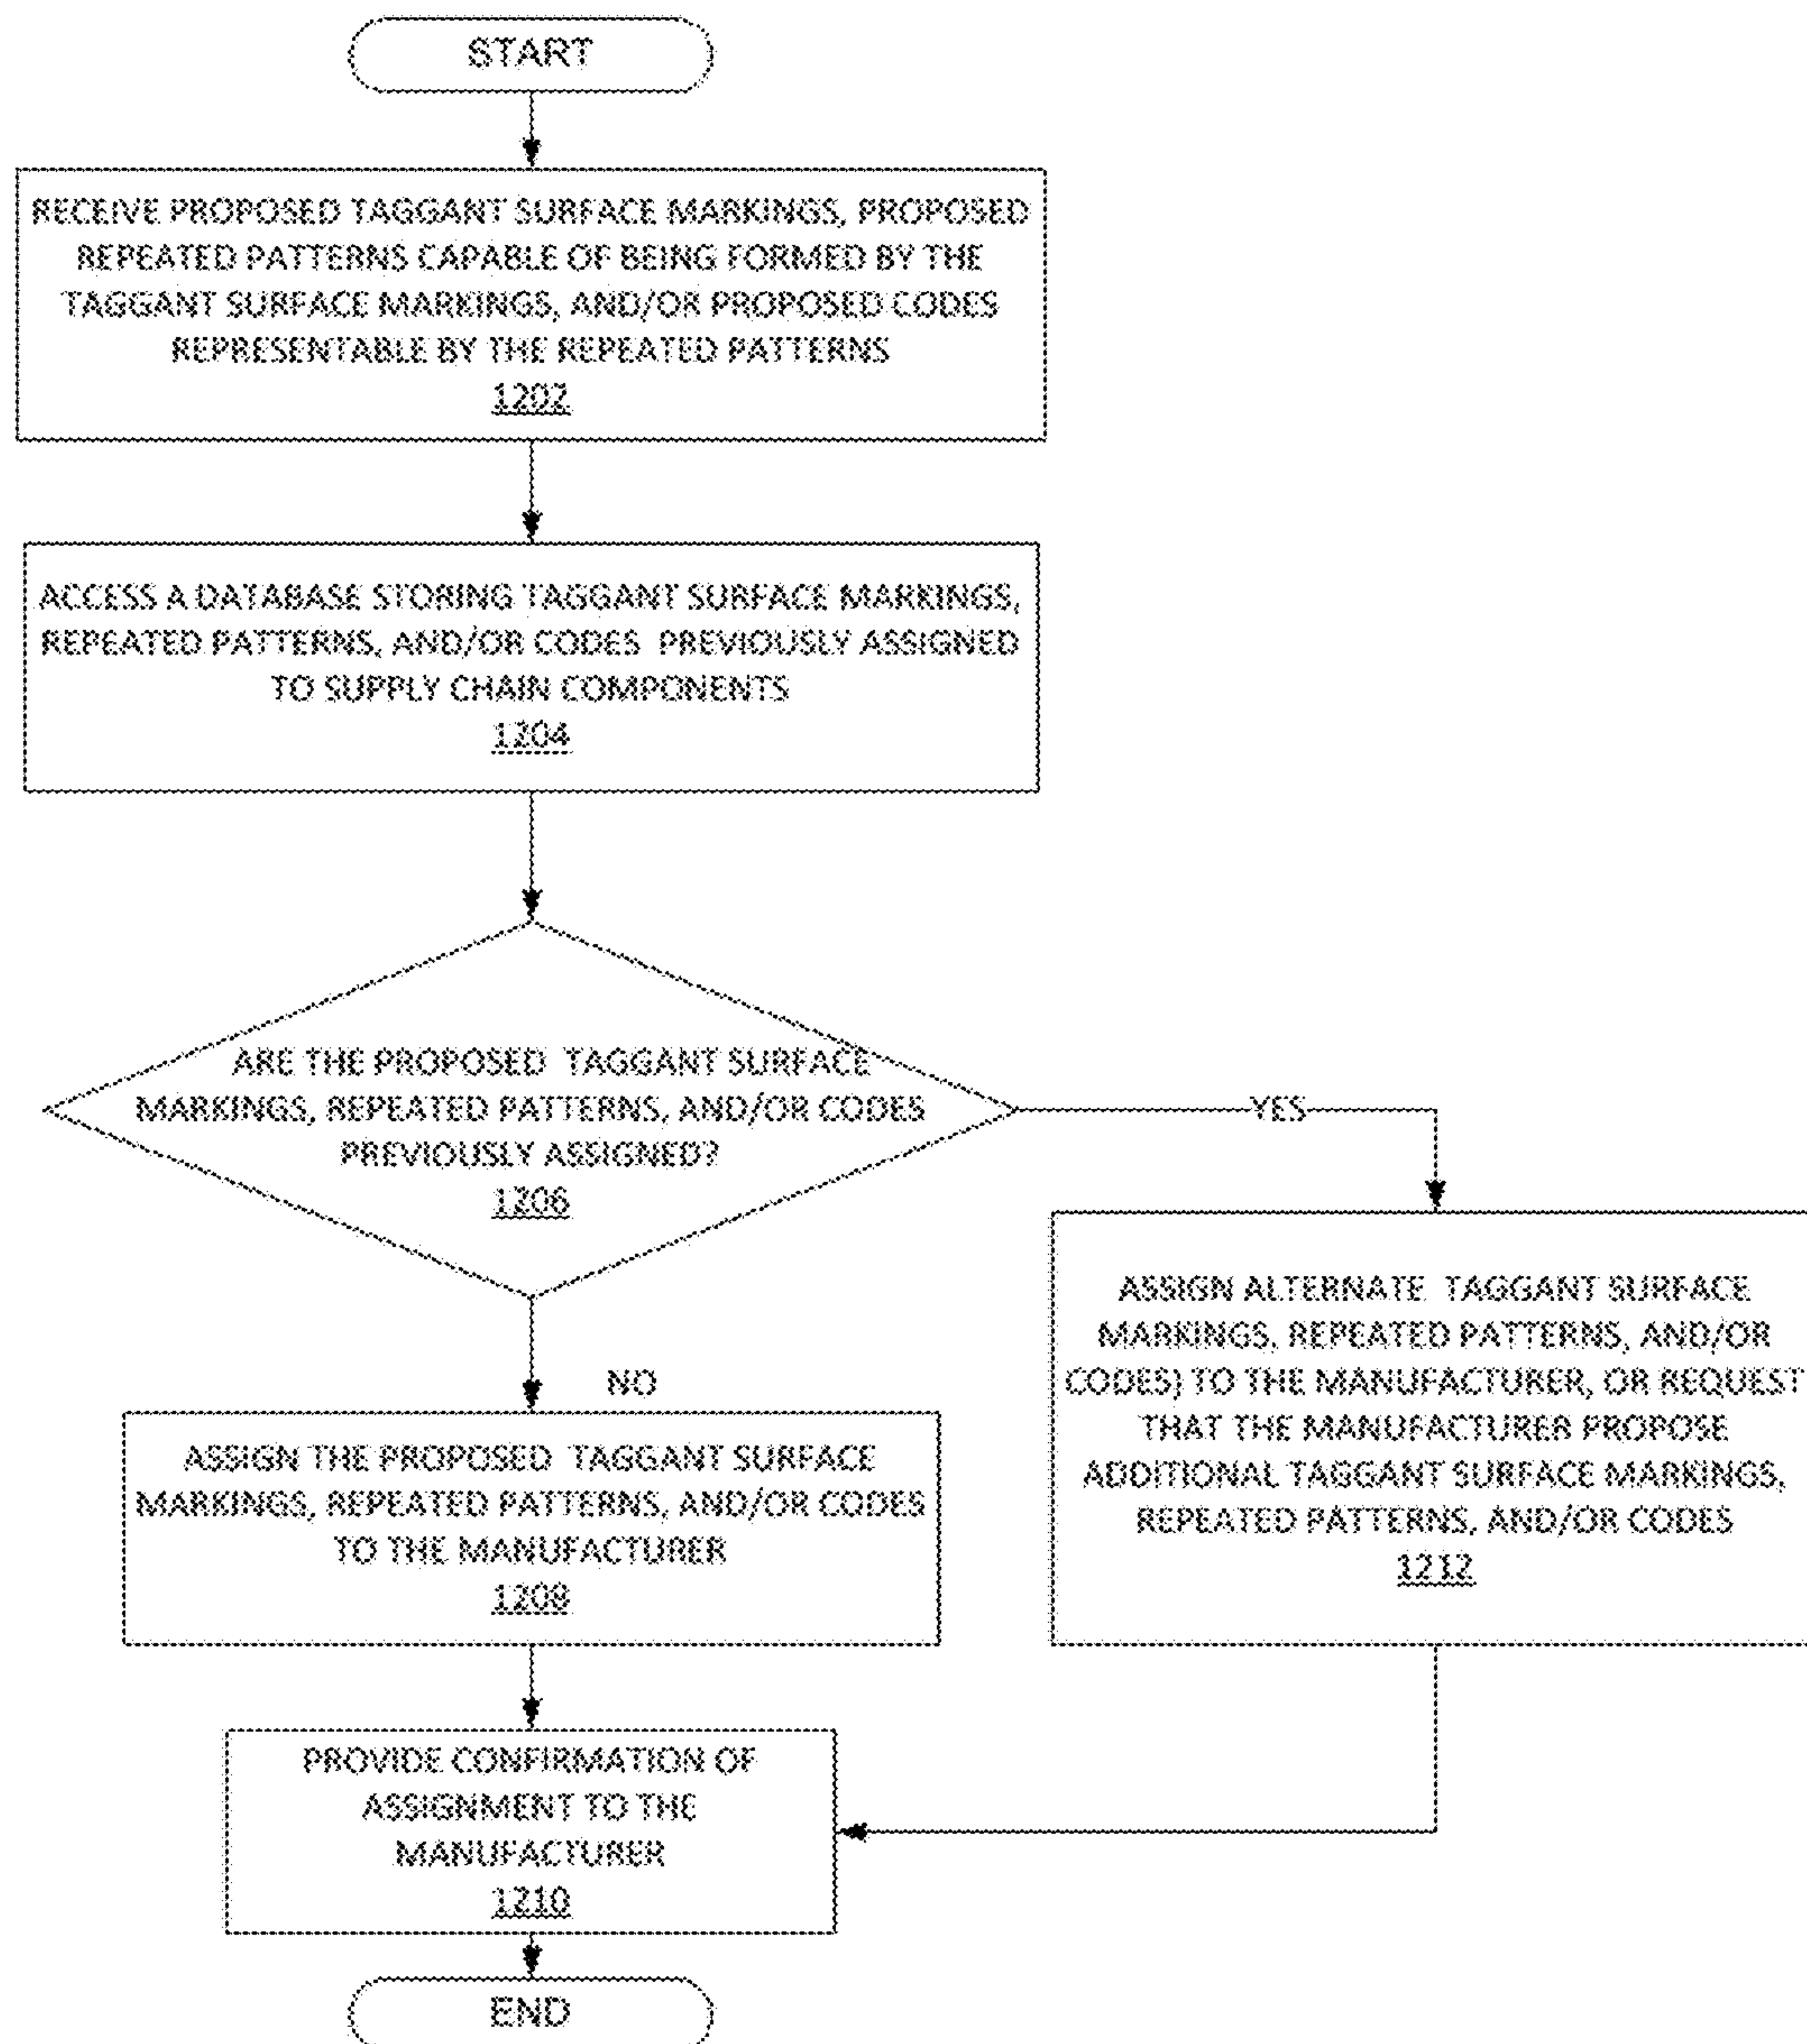 START
RECEIVE PROPOSED TAGGANT SURFACE MARKINGS, PROPOSED
REPEATED PATTERNS CAPABLE OF BEING FORMED BY THE
TAGGANT SURFACE MARKINGS, AND/OR PROPOSED CODES
REPRESENTABLE BY THE REPEATED PATTERNS
1202
ACCESS A DATABASE STORING TAGGANT SURFACE MARKINGS,
REPEATED PATTERNS, AND/OR CODES PREVIOUSLY ASSIGNED
TO SUPPLY CHAIN COMPONENTS
1204
ARE THE PROPOSED TAGGANT SURFACE
MARKINGS, REPEATED PATTERNS, AND/OR CODES
PREVIOUSLY ASSIGNED?
1206
YES
NO
ASSIGN THE PROPOSED TAGGANT SURFACE
MARKINGS, REPEATED PATTERNS, AND/OR CODES
TO THE MANUFACTURER
1208
ASSIGN ALTERNATE TAGGANT SURFACE
MARKINGS, REPEATED PATTERNS, AND/OR
CODES) TO THE MANUFACTURER, OR REQUEST
THAT THE MANUFACTURER PROPOSE
ADDITIONAL TAGGANT SURFACE MARKINGS,
REPEATED PATTERNS, AND/OR CODES
1212
PROVIDE CONFIRMATION OF
ASSIGNMENT TO THE
MANUFACTURER
1210
END